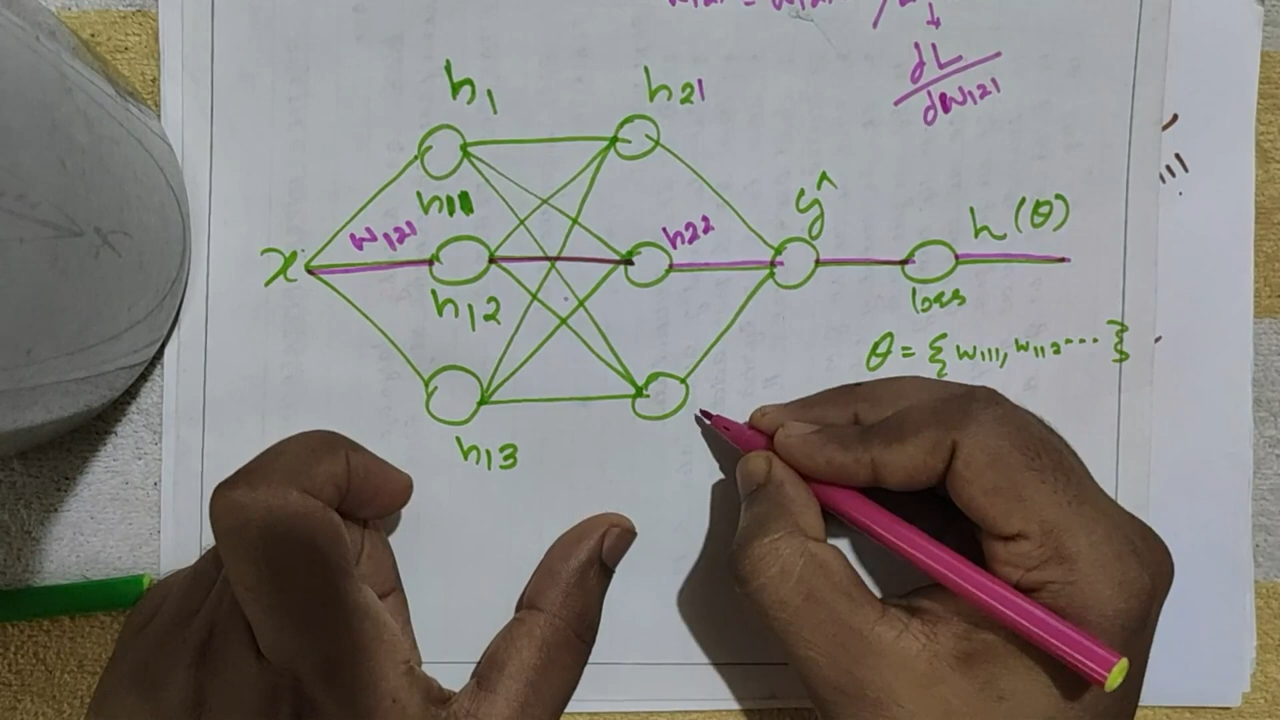 dL
dw121
h1
h21
h11
ŷ
L(θ)
w121
h22
x
h12
loss
θ = {w111, w112....}
h13